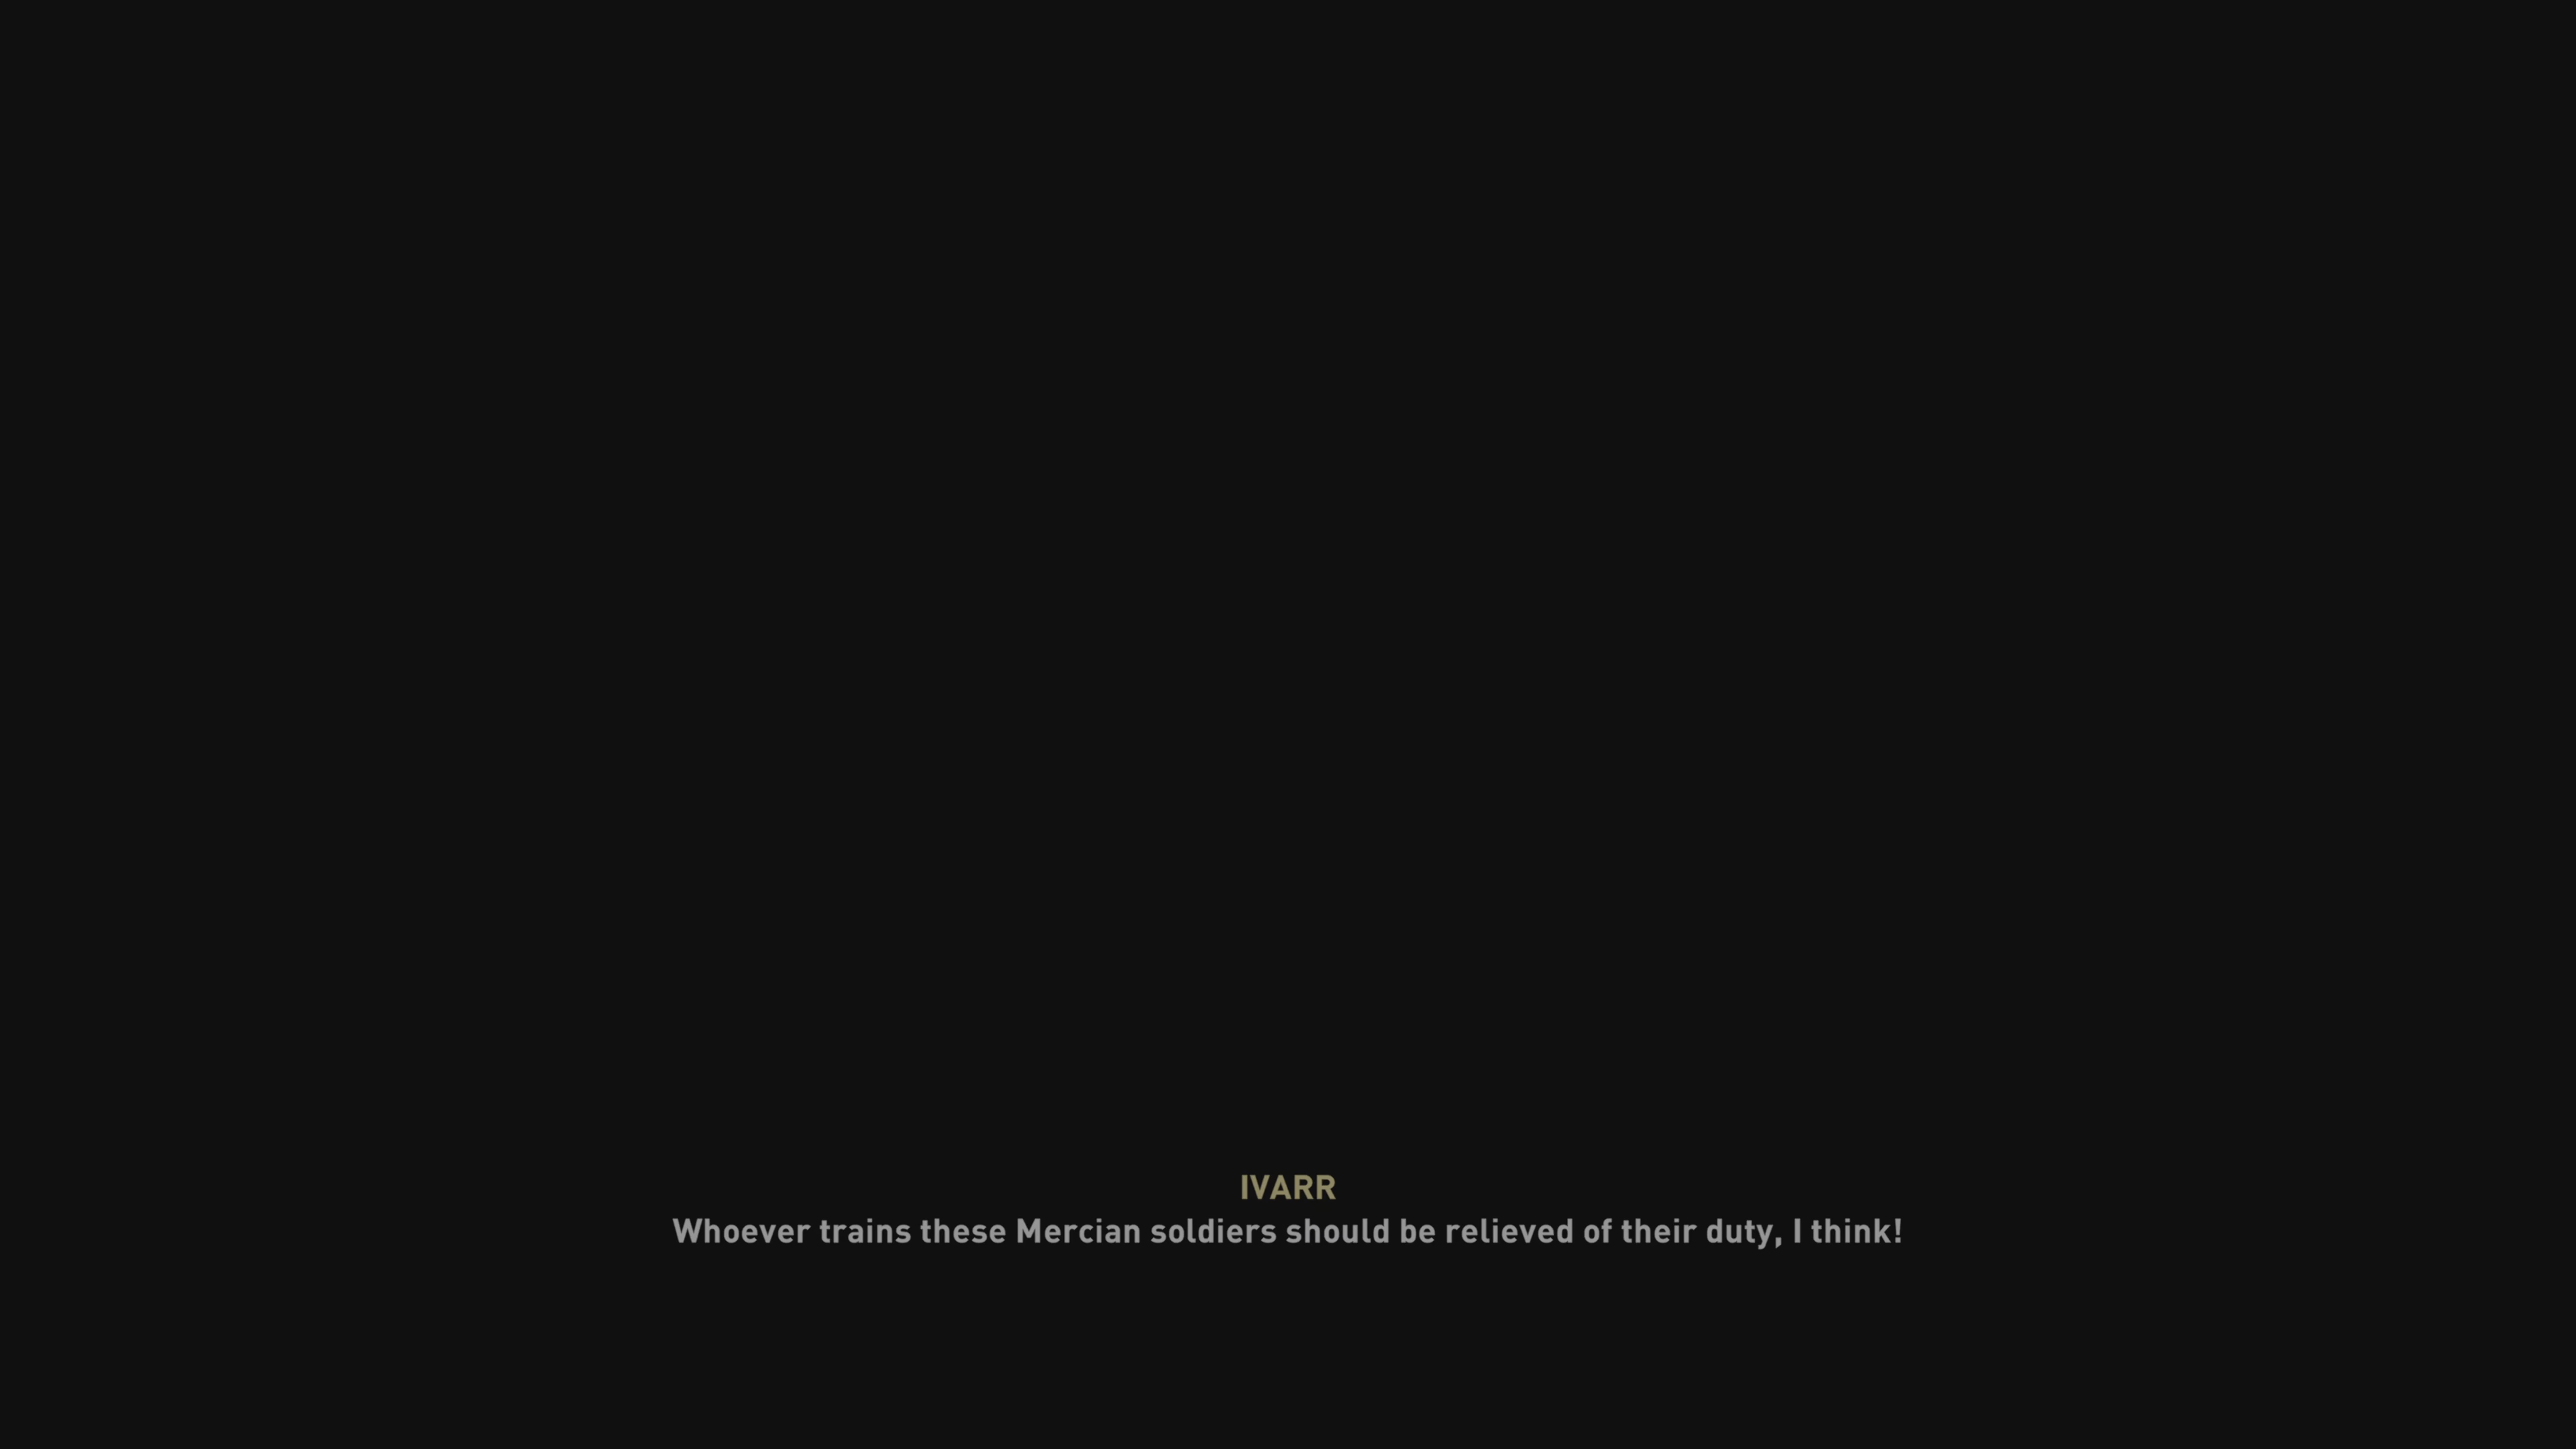 IVARR
Whoever trains these Mercian soldiers should be relieved of their duty, I think!